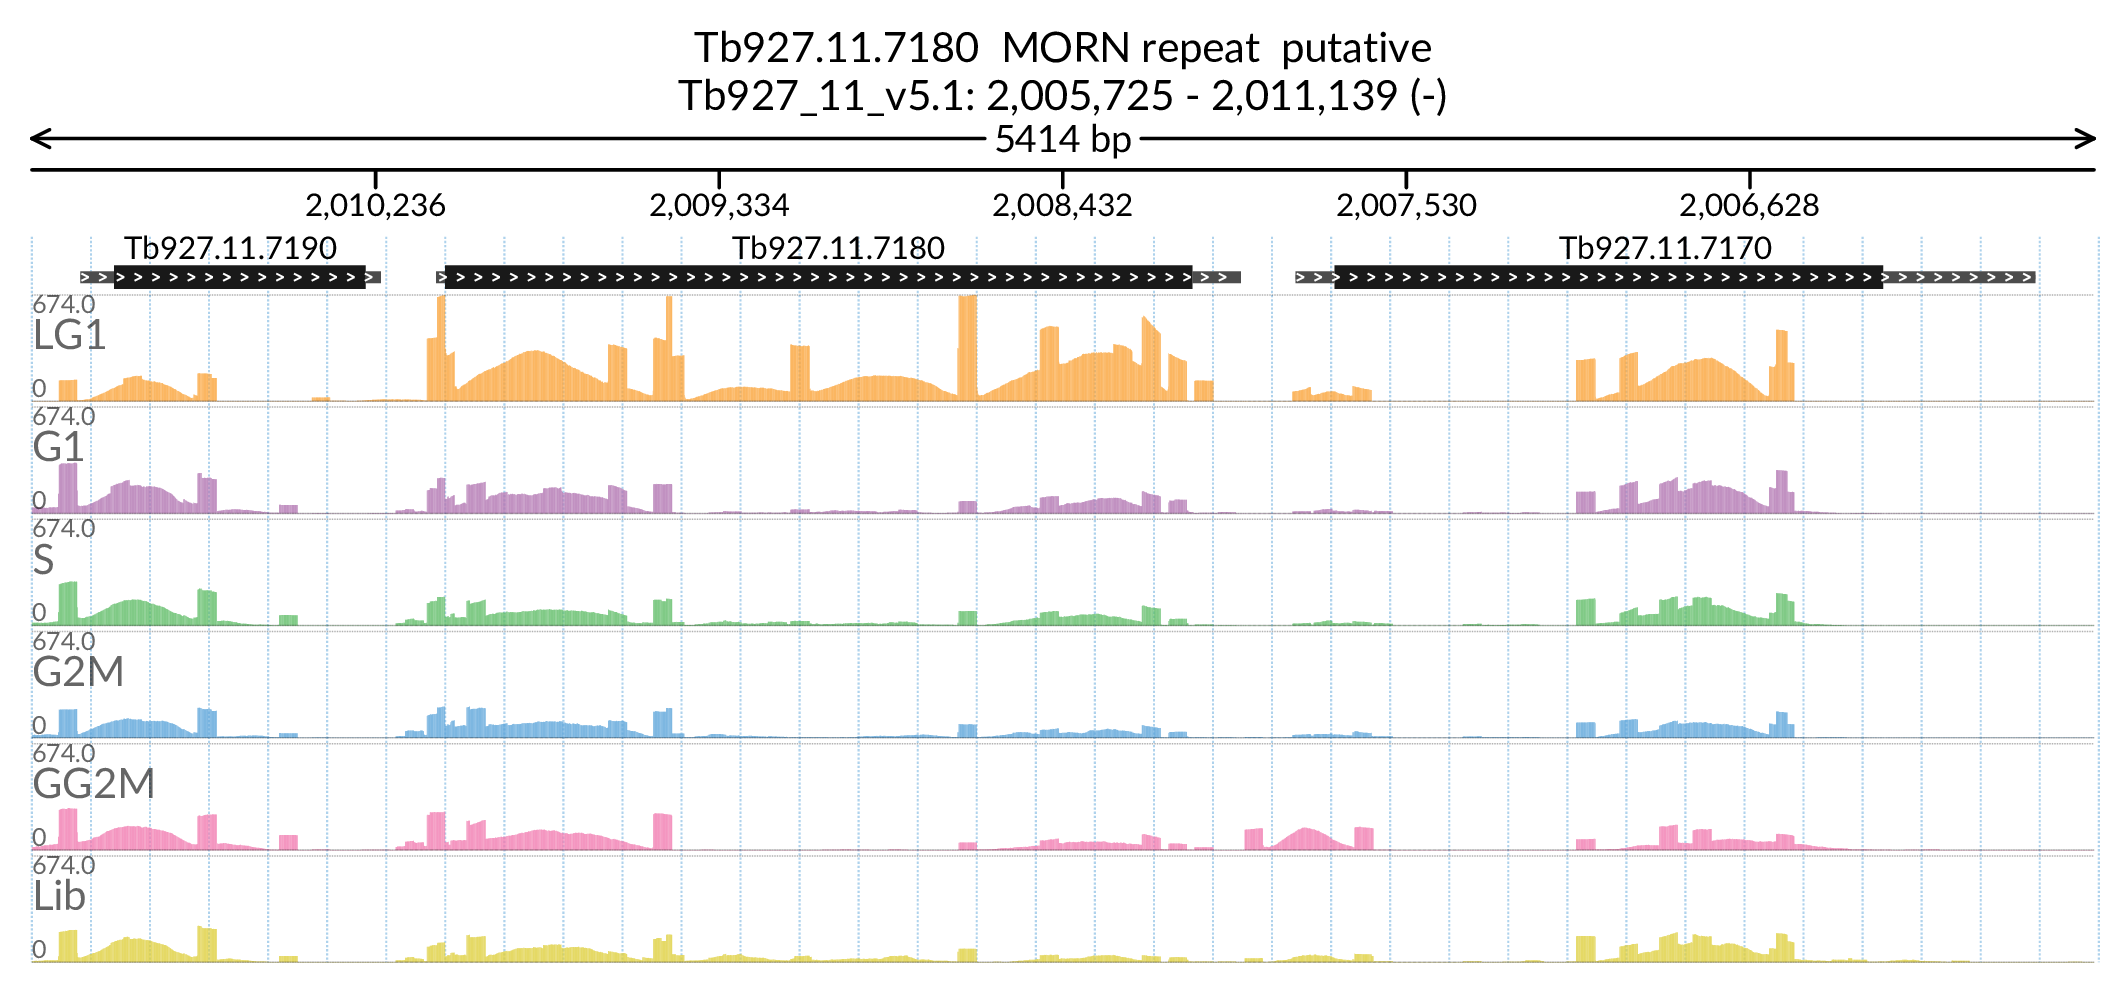 Tb927.11.7180  MORN repeat  putative
Tb927_11_v5.1: 2,005,725 - 2,011,139 (-)
5414 bp
2,010,236 2,009,334 2,008,432 2,007,530 2,006,628
Tb927.11.7190 Tb927.11.7180 Tb927.11.7170
674.0
LG1
0
674.0
G1
0
674.0
S
0
674.0
G2M
0
674.0
GG2M
0
674.0
Lib
0